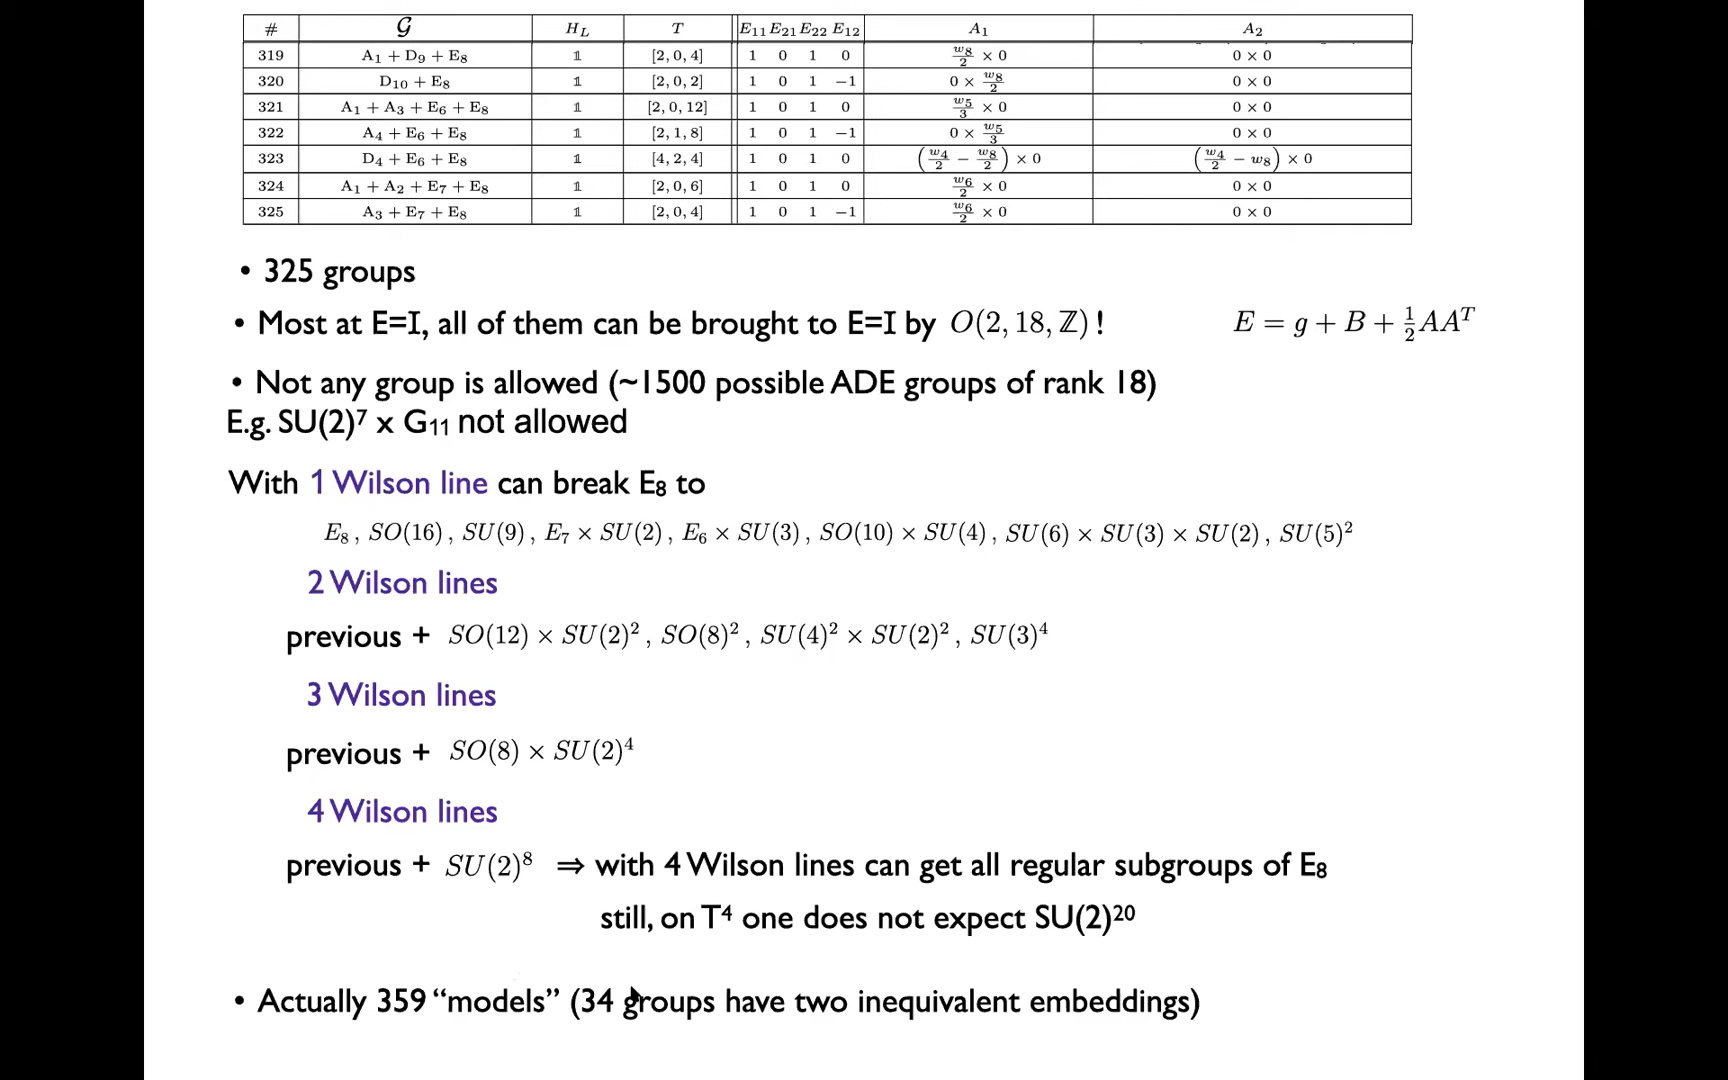 # 𝒢 H_L T E₁₁ E₂₁ E₂₂ E₁₂ A₁ A₂
319 A₁ + D₉ + E₈ 𝟙 [2, 0, 4] 1 0 1 0 w₈/2 × 0 0 × 0
320 D₁₀ + E₈ 𝟙 [2, 0, 2] 1 0 1 −1 0 × w₈/2 0 × 0
321 A₁ + A₃ + E₆ + E₈ 𝟙 [2, 0, 12] 1 0 1 0 w₅/3 × 0 0 × 0
322 A₄ + E₆ + E₈ 𝟙 [2, 1, 8] 1 0 1 −1 0 × w₅/3 0 × 0
323 D₄ + E₆ + E₈ 𝟙 [4, 2, 4] 1 0 1 0 (w₄/2 − w₈/2) × 0 (w₄/2 − w₈) × 0
324 A₁ + A₂ + E₇ + E₈ 𝟙 [2, 0, 6] 1 0 1 0 w₆/2 × 0 0 × 0
325 A₃ + E₇ + E₈ 𝟙 [2, 0, 4] 1 0 1 −1 w₆/2 × 0 0 × 0
• 325 groups
• Most at E=I, all of them can be brought to E=I by O(2, 18, ℤ) ! E = g + B + ½AAᵀ
• Not any group is allowed (~1500 possible ADE groups of rank 18)
E.g. SU(2)⁷ x G₁₁ not allowed
With 1 Wilson line can break E₈ to
E₈ , SO(16) , SU(9) , E₇ × SU(2) , E₆ × SU(3) , SO(10) × SU(4) , SU(6) × SU(3) × SU(2) , SU(5)²
2 Wilson lines
previous + SO(12) × SU(2)² , SO(8)² , SU(4)² × SU(2)² , SU(3)⁴
3 Wilson lines
previous + SO(8) × SU(2)⁴
4 Wilson lines
previous + SU(2)⁸ ⇒ with 4 Wilson lines can get all regular subgroups of E₈
still, on T⁴ one does not expect SU(2)²⁰
• Actually 359 “models” (34 groups have two inequivalent embeddings)